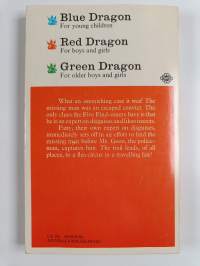 Blue Dragon
For young children
Red Dragon
For boys and girls
Green Dragon
For older boys and girls
What an astonishing case it was! The
missing man was an escaped convict. The
only clues the Five Find-outers have is that
he is an expert on disguises and likes insects.
Fatty, their own expert on disguises,
immediately sets off in an effort to find the
missing man before Mr. Goon, the police-
man, captures him. The trail leads, of all
places, to a flea circus in a travelling fair!